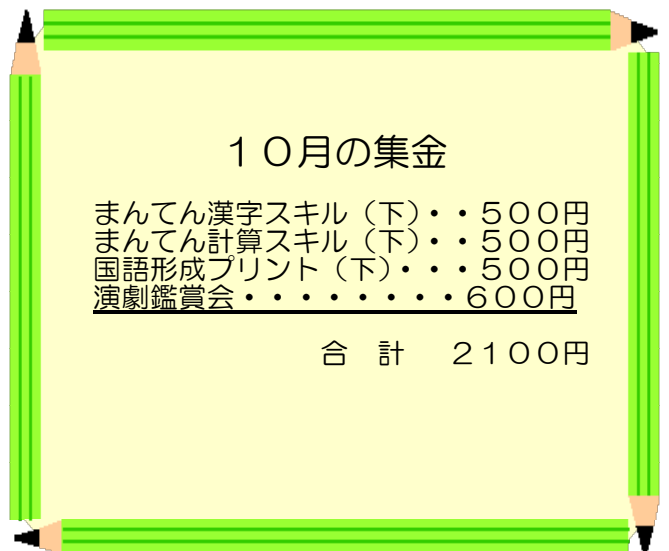 １０月の集金
まんてん漢字スキル（下）・・５００円
まんてん計算スキル（下）・・５００円
国語形成プリント（下）・・・５００円
演劇鑑賞会・・・・・・・・６００円
合　計　２１００円